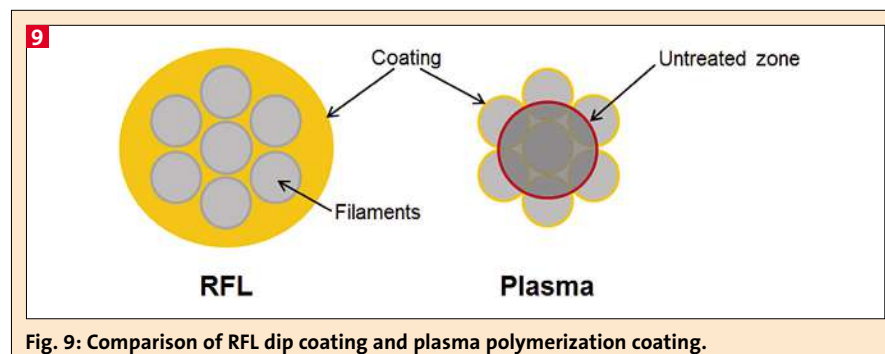 9
Coating
Untreated zone
Filaments
RFL
Plasma
Fig. 9: Comparison of RFL dip coating and plasma polymerization coating.